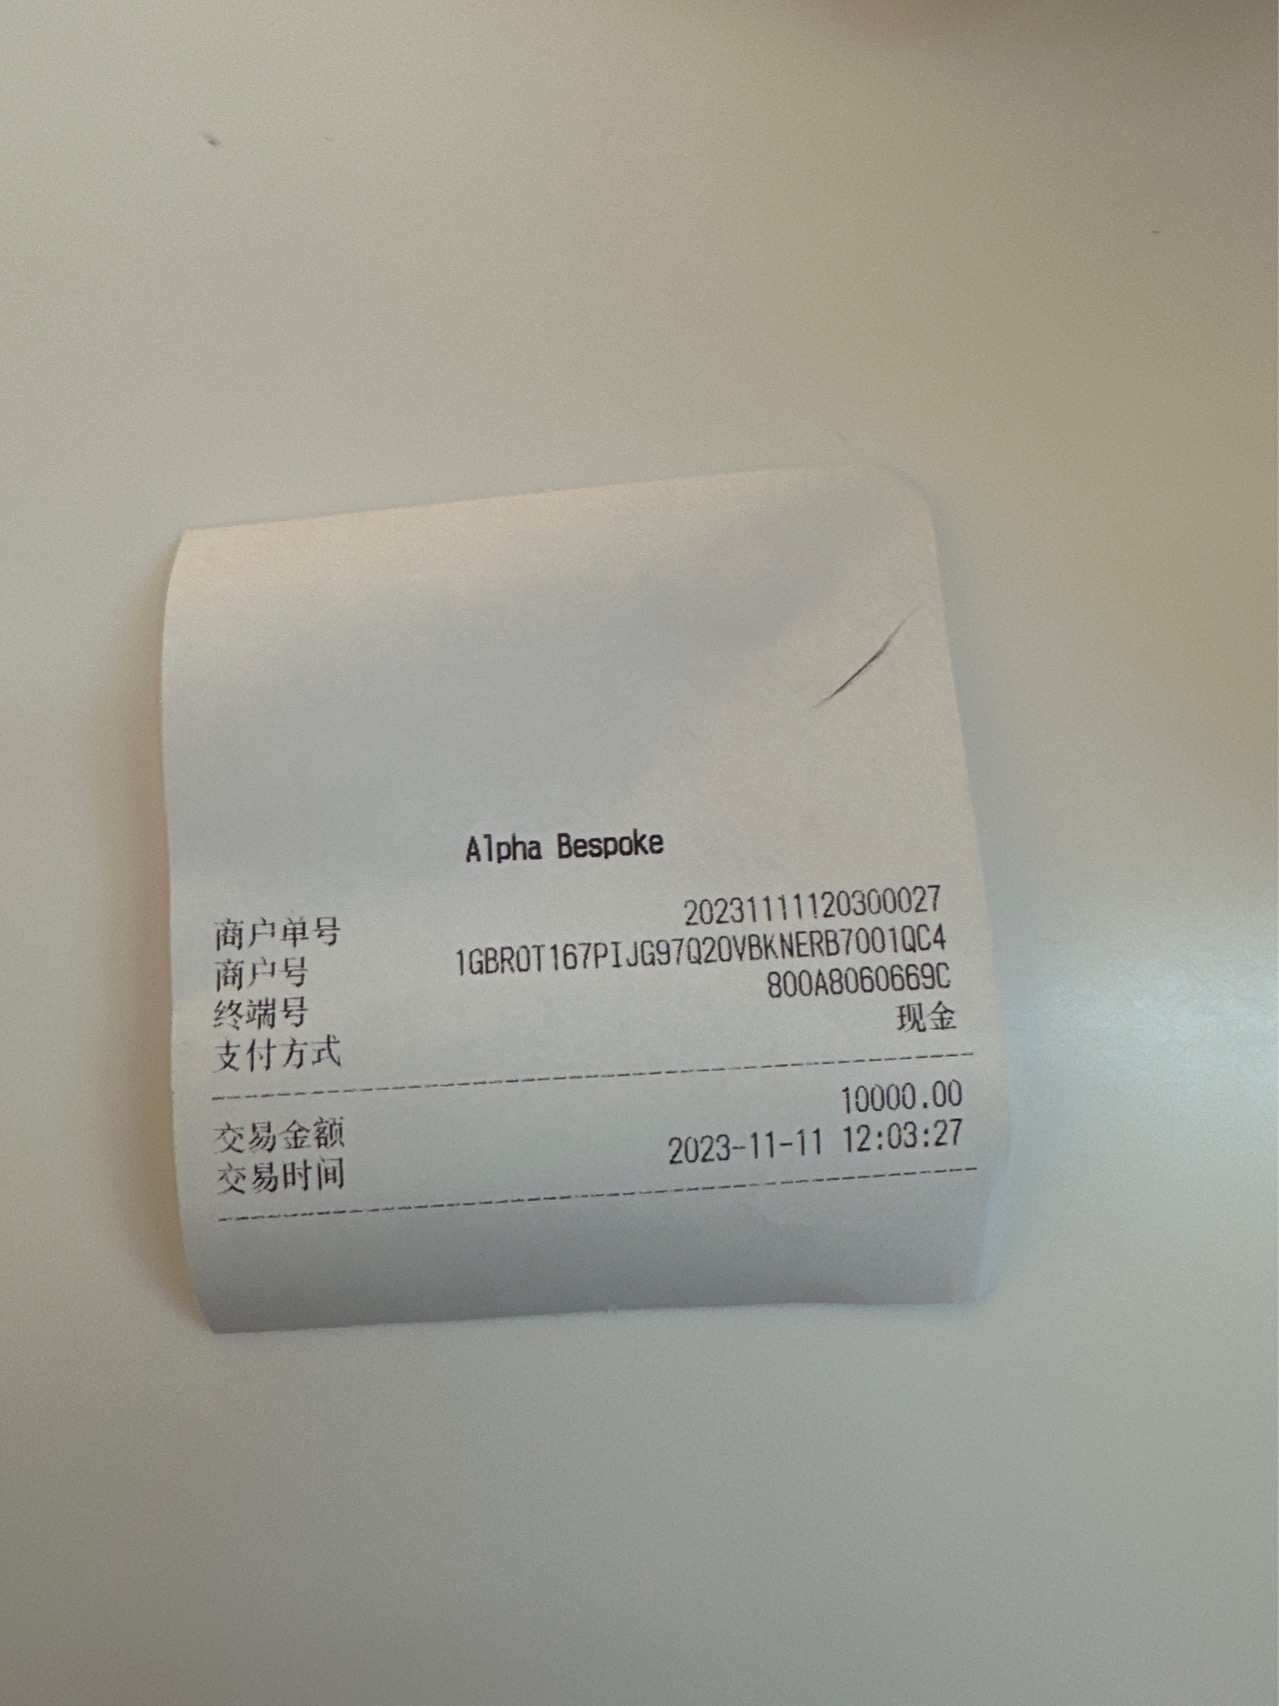 Alpha Bespoke
商户单号 20231111120300027
商户号 1GBROT167PIJG97Q20VBKNERB7001QC4
终端号 800A8060669C
支付方式 现金
交易金额 10000.00
交易时间 2023-11-11 12:03:27